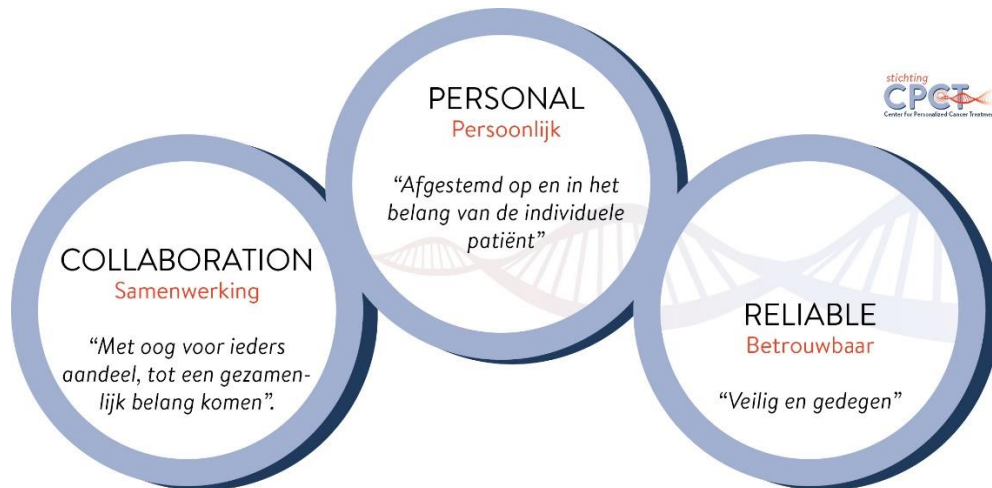 COLLABORATION
Samenwerking
“Met oog voor ieders
aandeel, tot een gezamen-
lijk belang komen”.
PERSONAL
Persoonlijk
“Afgestemd op en in het
belang van de individuele
patiënt”
RELIABLE
Betrouwbaar
“Veilig en gedegen”
stichting
CPCT
Center for Personalized Cancer Treatment